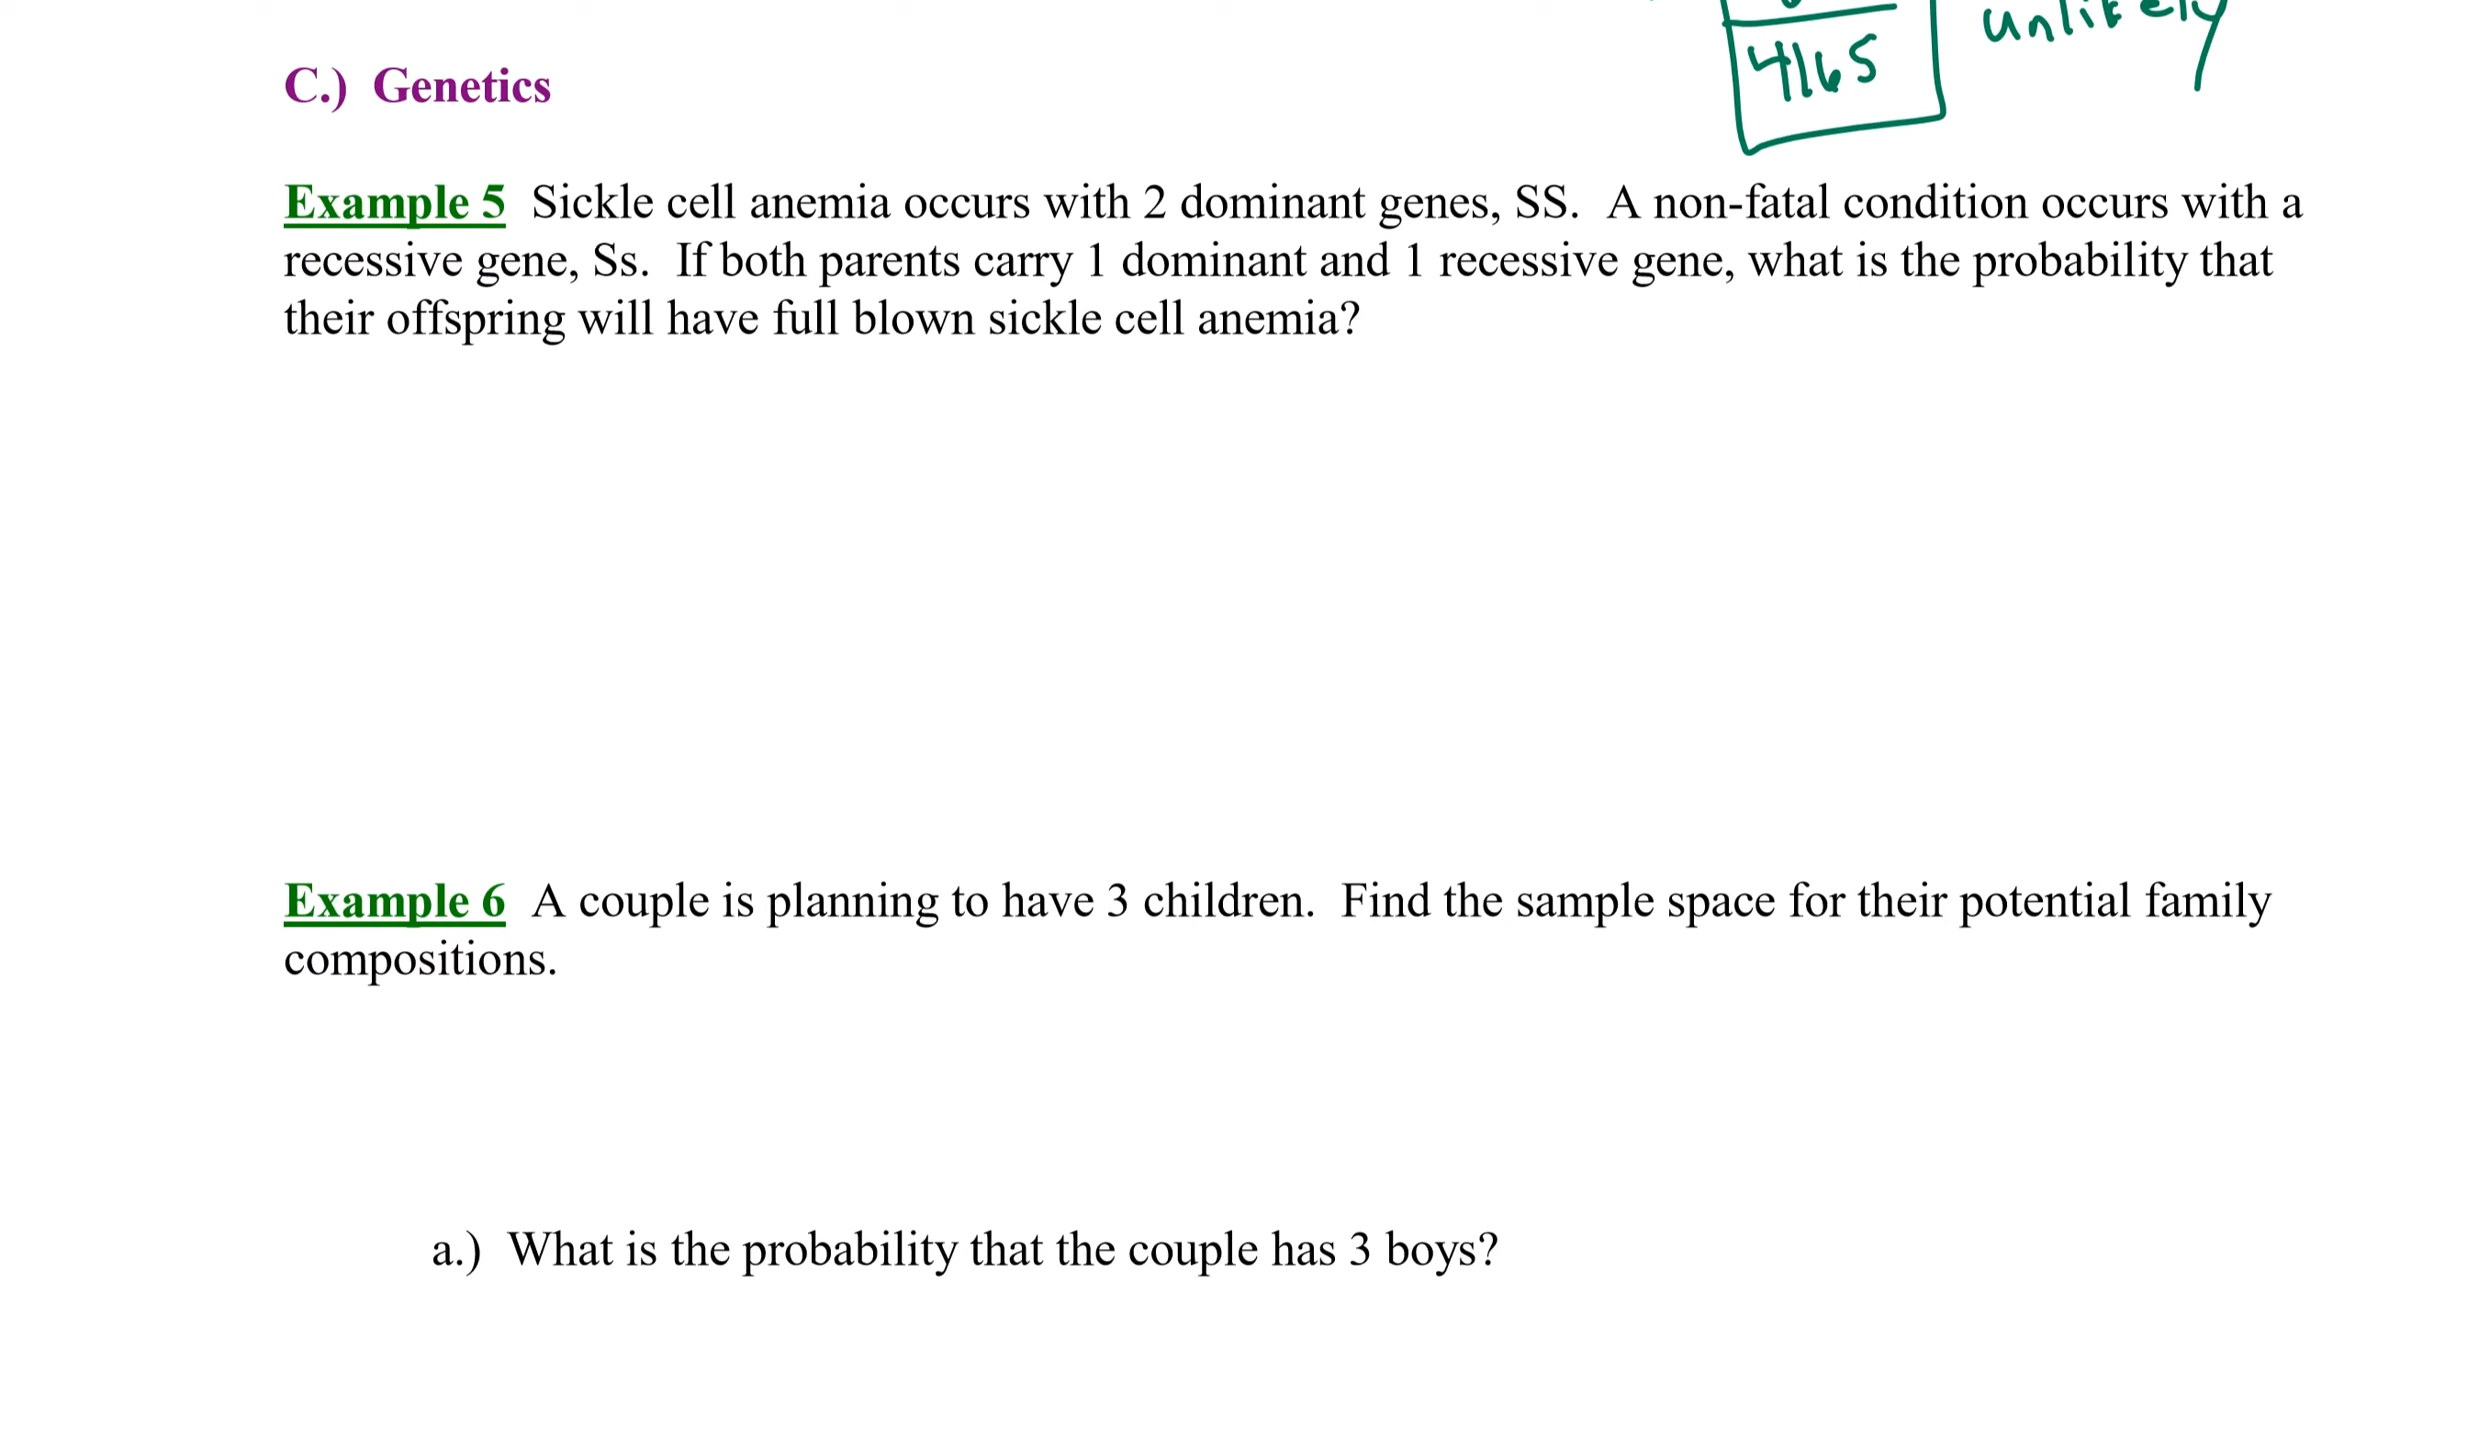 unlikely
4165
C.) Genetics
Example 5 Sickle cell anemia occurs with 2 dominant genes, SS. A non-fatal condition occurs with a
recessive gene, Ss. If both parents carry 1 dominant and 1 recessive gene, what is the probability that
their offspring will have full blown sickle cell anemia?
Example 6 A couple is planning to have 3 children. Find the sample space for their potential family
compositions.
a.) What is the probability that the couple has 3 boys?